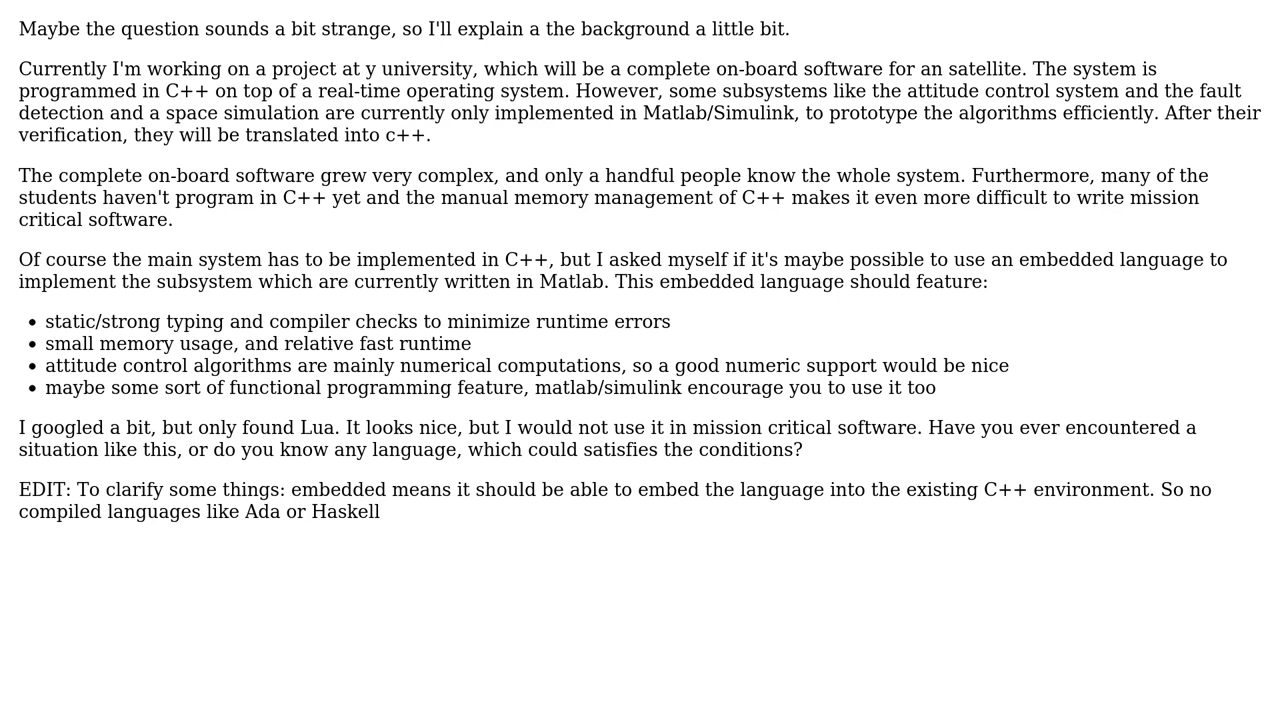 Maybe the question sounds a bit strange, so I'll explain a the background a little bit.
Currently I'm working on a project at y university, which will be a complete on-board software for an satellite. The system is
programmed in C++ on top of a real-time operating system. However, some subsystems like the attitude control system and the fault
detection and a space simulation are currently only implemented in Matlab/Simulink, to prototype the algorithms efficiently. After their
verification, they will be translated into c++.
The complete on-board software grew very complex, and only a handful people know the whole system. Furthermore, many of the
students haven't program in C++ yet and the manual memory management of C++ makes it even more difficult to write mission
critical software.
Of course the main system has to be implemented in C++, but I asked myself if it's maybe possible to use an embedded language to
implement the subsystem which are currently written in Matlab. This embedded language should feature:
• static/strong typing and compiler checks to minimize runtime errors
• small memory usage, and relative fast runtime
• attitude control algorithms are mainly numerical computations, so a good numeric support would be nice
• maybe some sort of functional programming feature, matlab/simulink encourage you to use it too
I googled a bit, but only found Lua. It looks nice, but I would not use it in mission critical software. Have you ever encountered a
situation like this, or do you know any language, which could satisfies the conditions?
EDIT: To clarify some things: embedded means it should be able to embed the language into the existing C++ environment. So no
compiled languages like Ada or Haskell